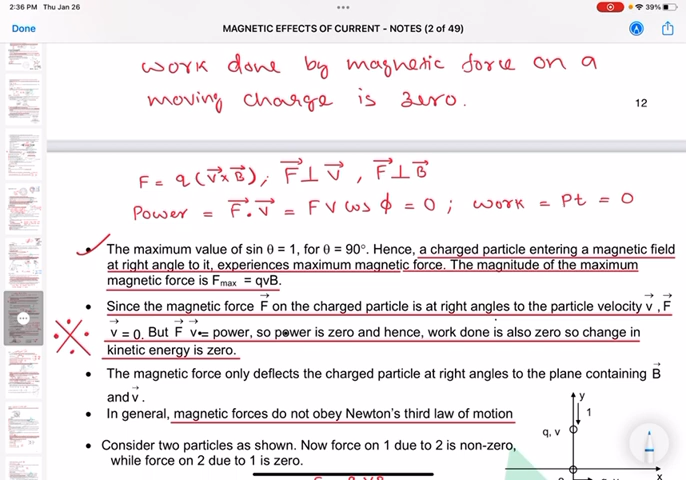 2:36 PM Thu Jan 26
39%
Done
MAGNETIC EFFECTS OF CURRENT - NOTES (2 of 49)
work done by magnetic force on a
moving charge is zero.
12
F = q(v×B), F⊥V, F⊥B
Power = F.V = FV cos ϕ = 0 ; work = Pt = 0
• The maximum value of sin θ = 1, for θ = 90°. Hence, a charged particle entering a magnetic field
at right angle to it, experiences maximum magnetic force. The magnitude of the maximum
magnetic force is Fmax = qvB.
• Since the magnetic force F on the charged particle is at right angles to the particle velocity v, F
v = 0. But F v = power, so power is zero and hence, work done is also zero so change in
kinetic energy is zero.
• The magnetic force only deflects the charged particle at right angles to the plane containing B
and v.
• In general, magnetic forces do not obey Newton's third law of motion
• Consider two particles as shown. Now force on 1 due to 2 is non-zero,
while force on 2 due to 1 is zero.
y
1
q, v
x